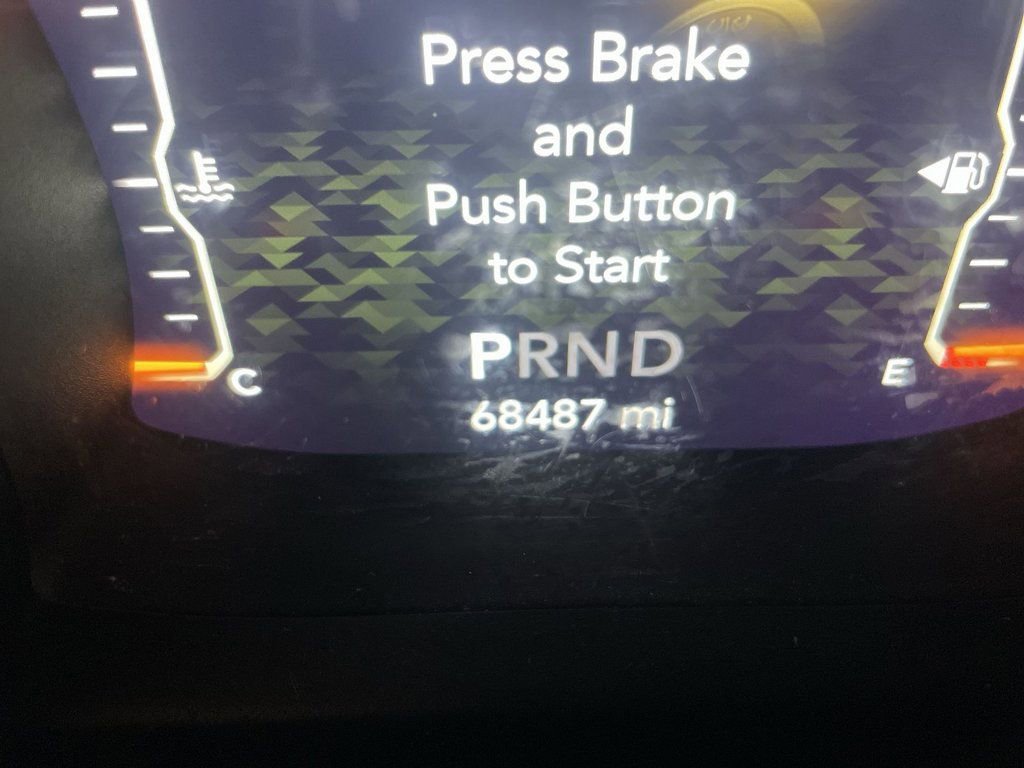 Press Brake
and
Push Button
to Start
PRND
C
E
68487 mi